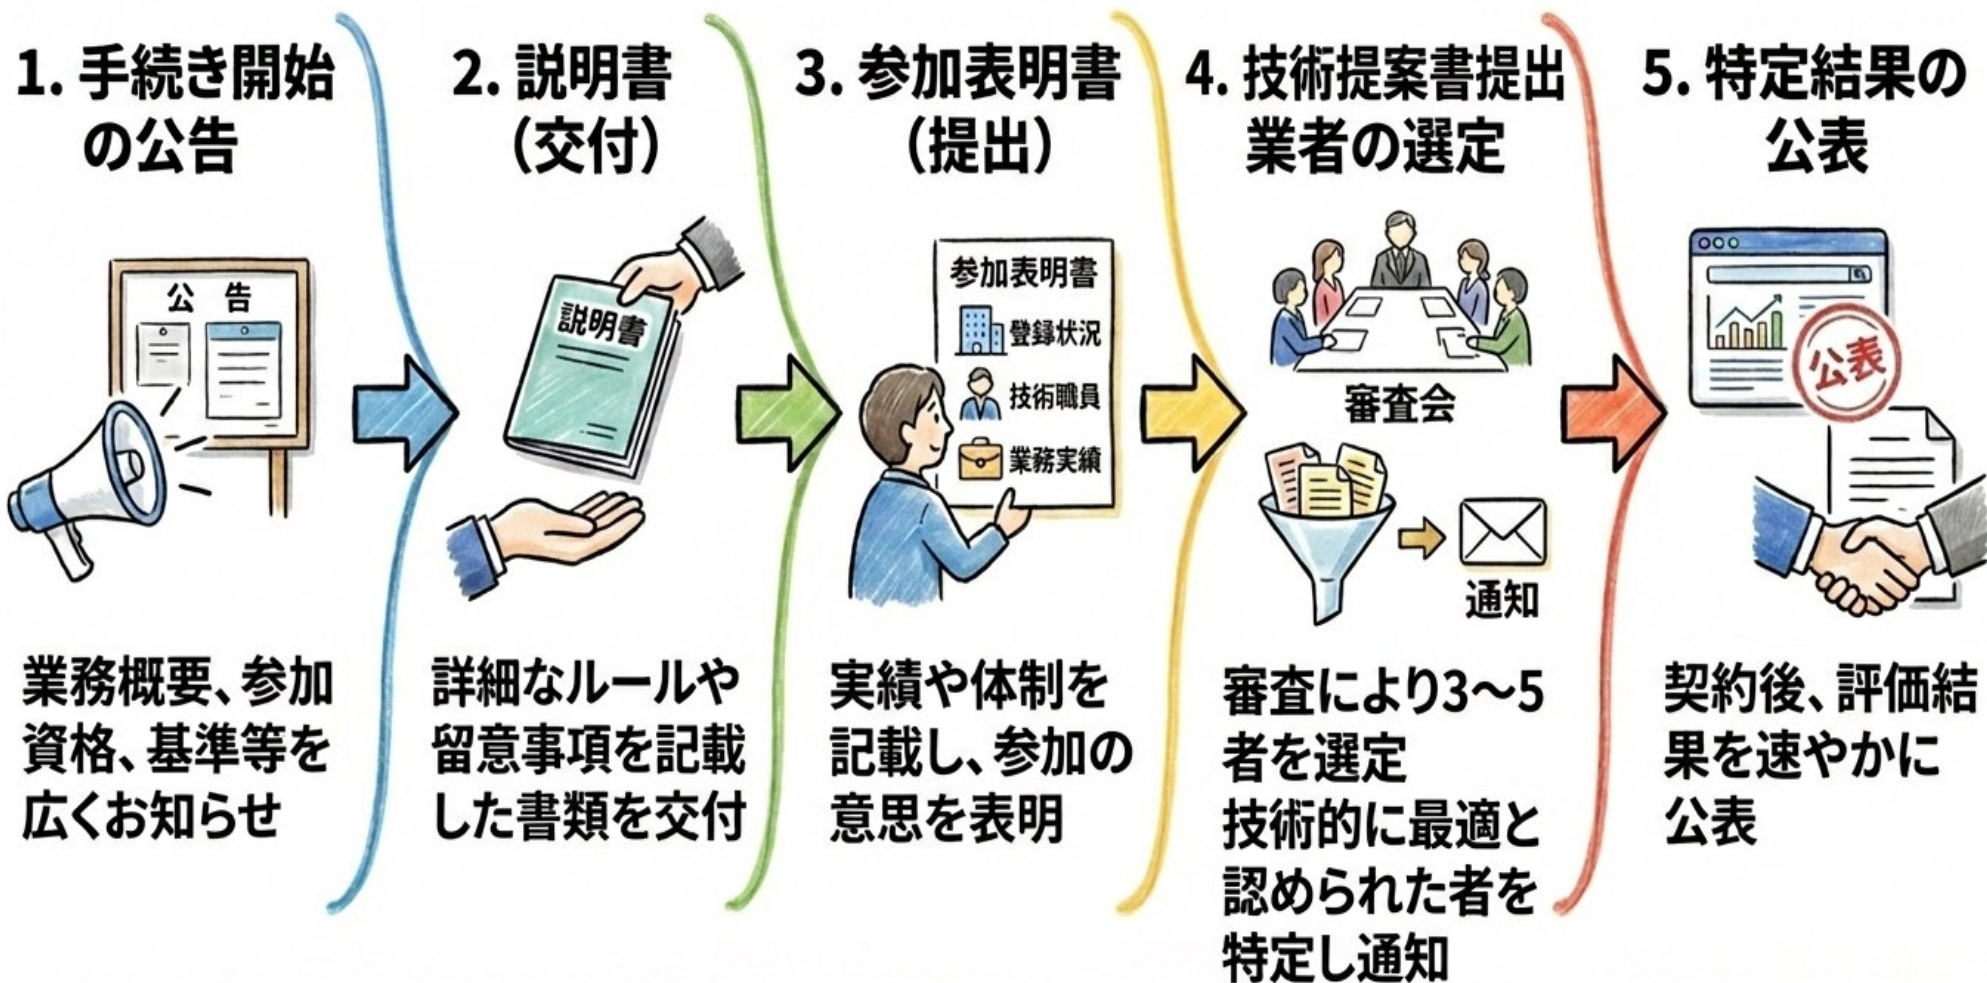 1. 手続き開始
の公告
公 告
業務概要、参加
資格、基準等を
広くお知らせ
2. 説明書
（交付）
説明書
詳細なルールや
留意事項を記載
した書類を交付
3. 参加表明書
（提出）
参加表明書
登録状況
技術職員
業務実績
実績や体制を
記載し、参加の
意思を表明
4. 技術提案書提出
業者の選定
審査会
通知
審査により3～5
者を選定
技術的に最適と
認められた者を
特定し通知
5. 特定結果の
公表
公表
契約後、評価結
果を速やかに
公表